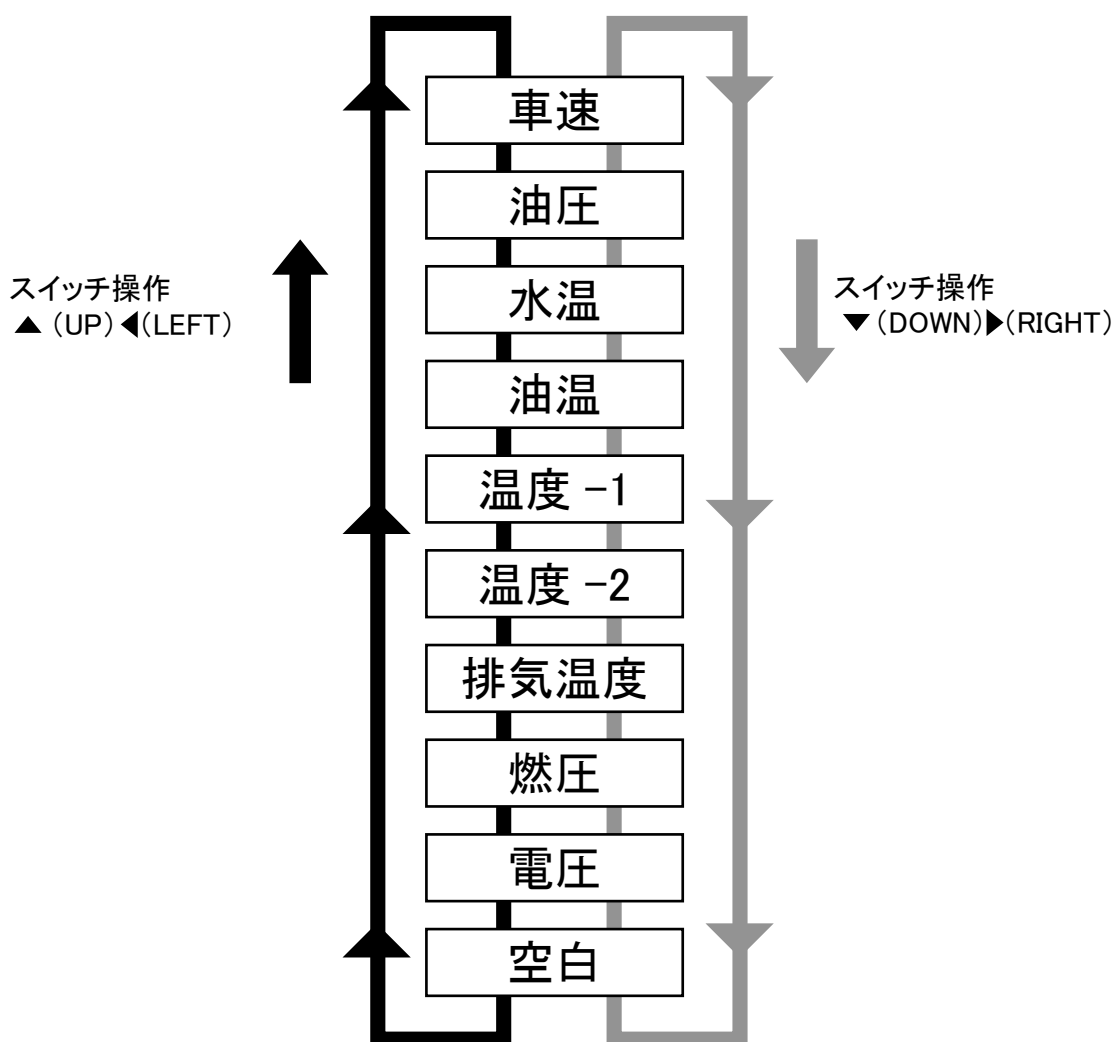 車速
油圧
水温
油温
温度 -1
温度 -2
排気温度
燃圧
電圧
空白
スイッチ操作
▲ (UP) ◀(LEFT)
スイッチ操作
▼ (DOWN)▶(RIGHT)